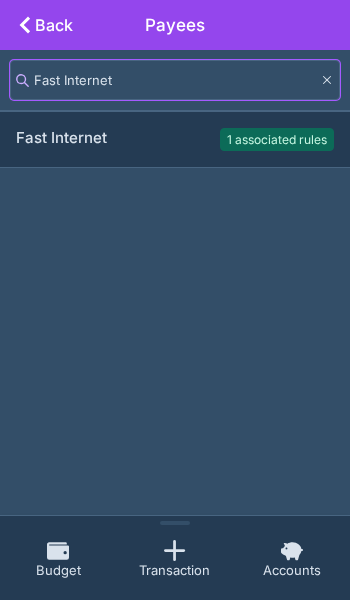 Back
Payees
Fast Internet
Fast Internet
1 associated rules
Budget
Transaction
Accounts